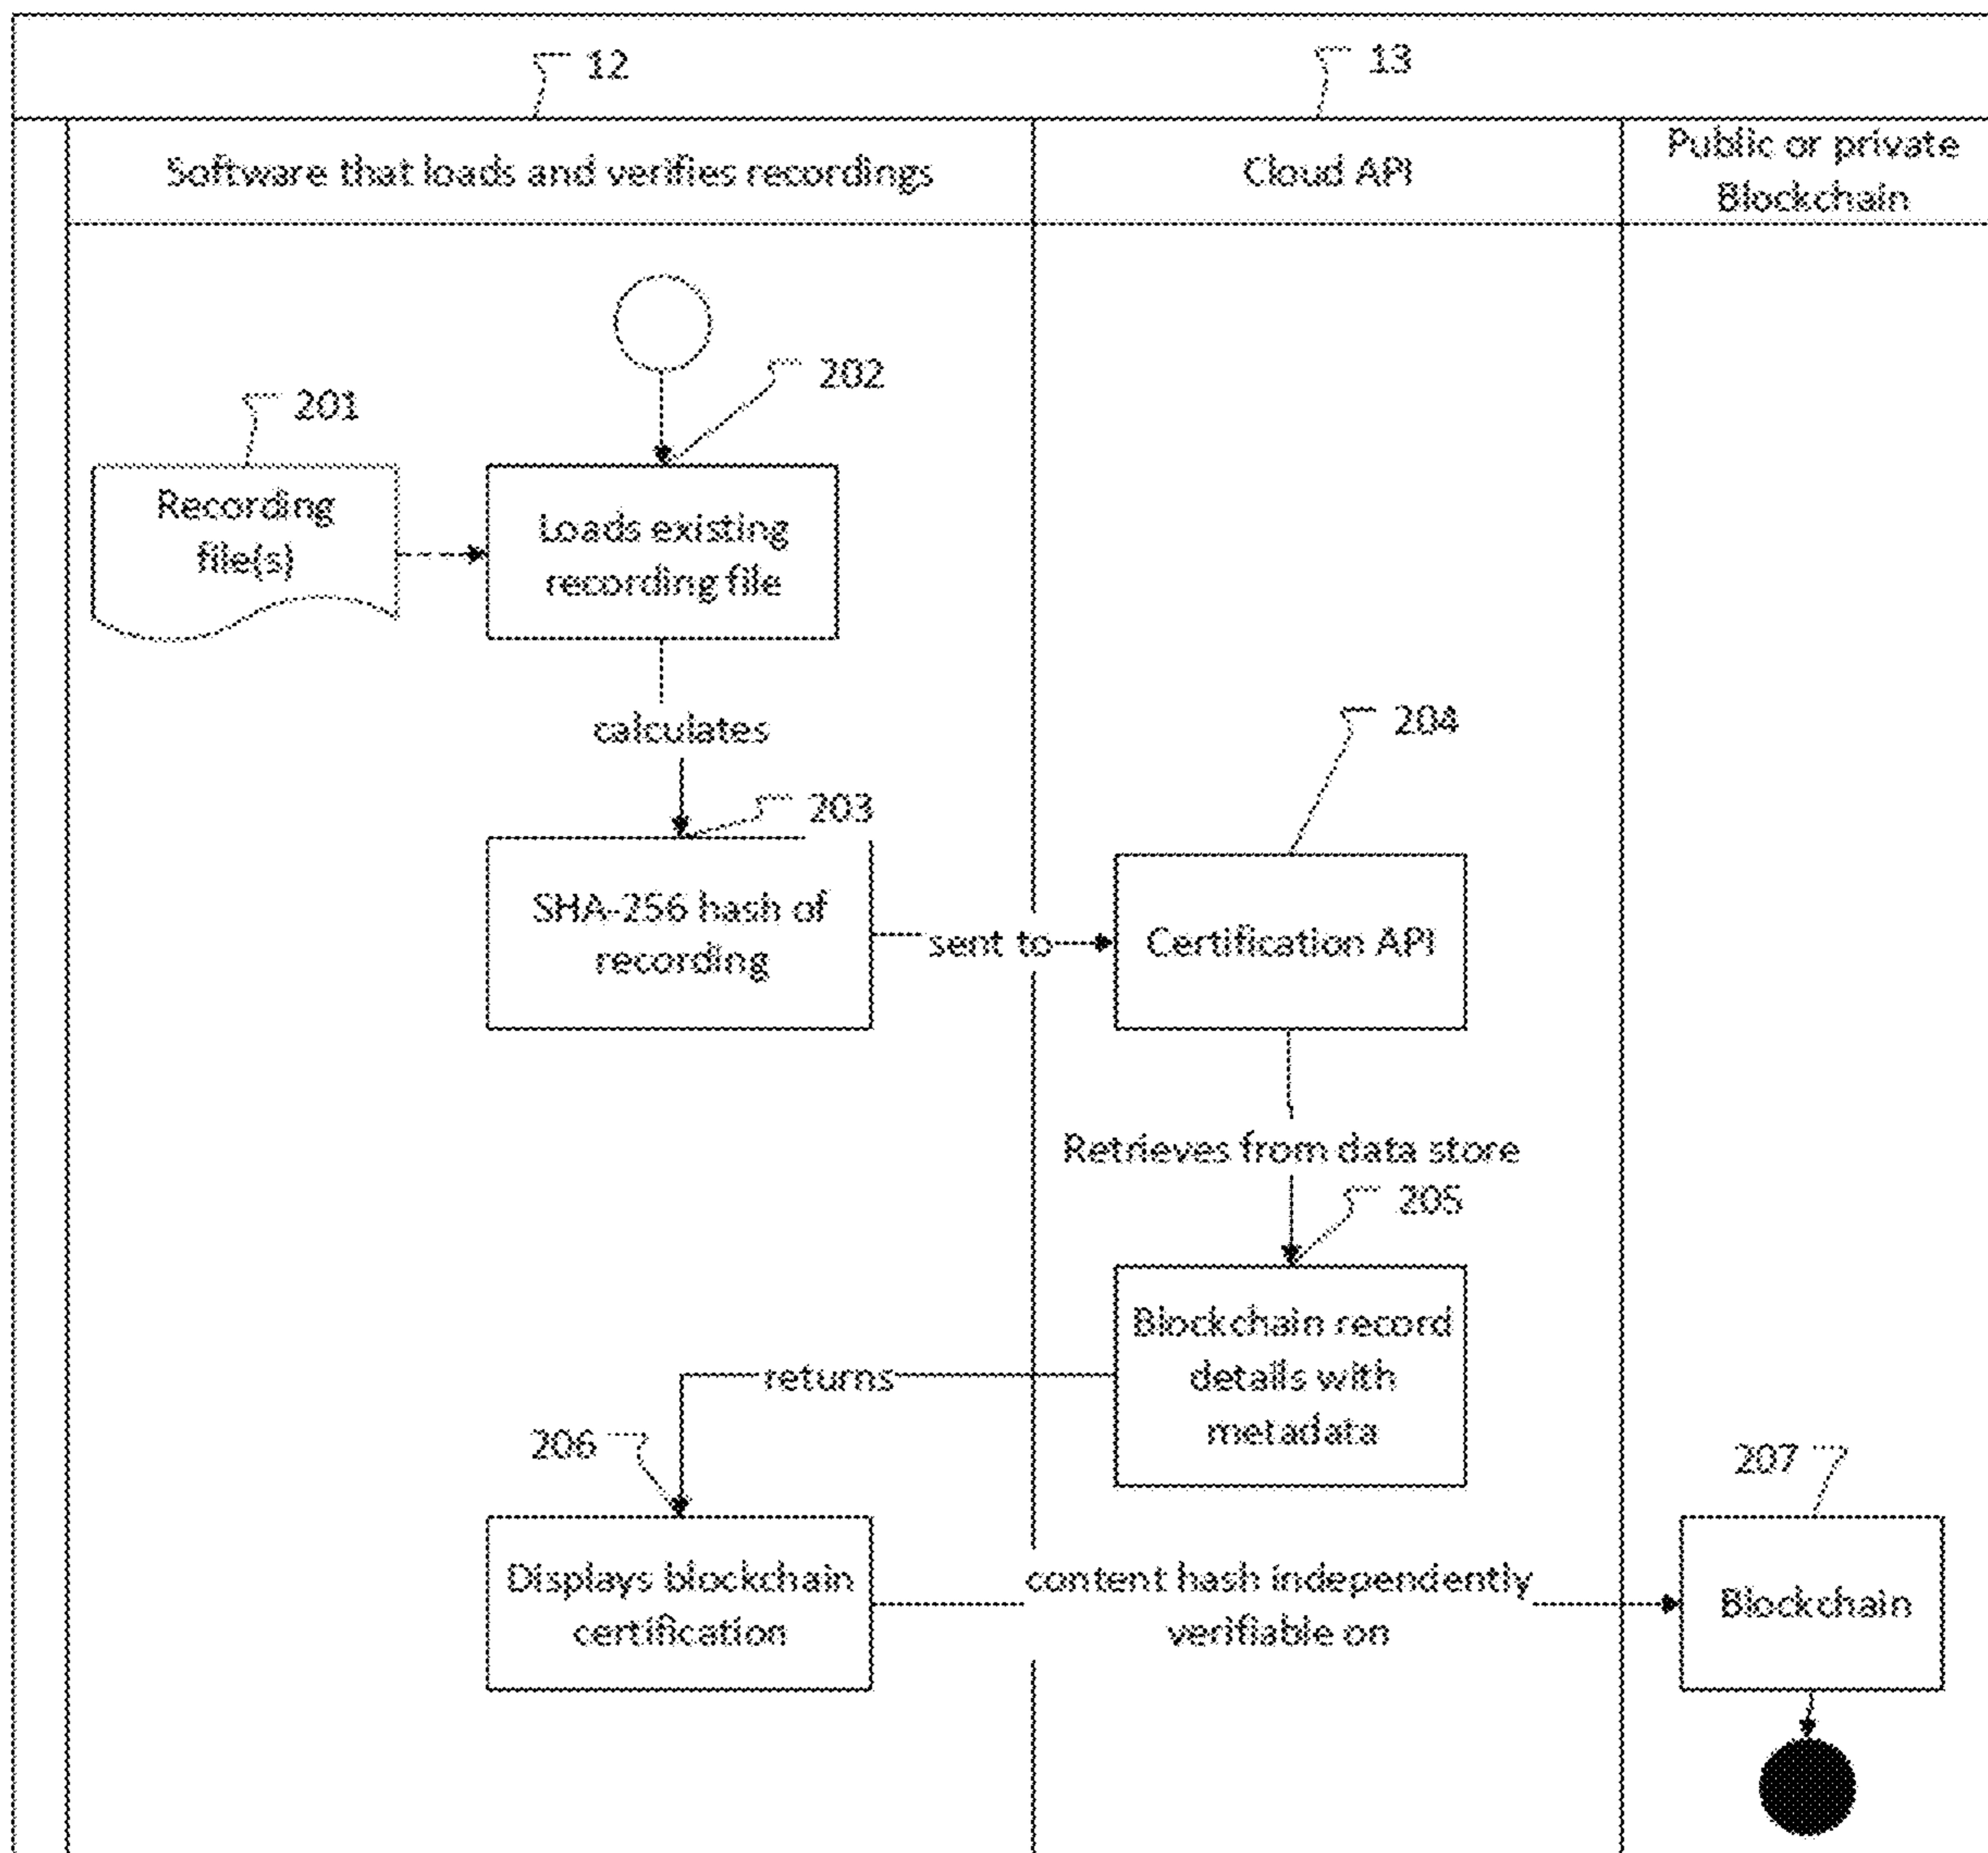 12
13
Software that loads and verifies recordings
Cloud API
Public or private
Blockchain
202
201
Recording
file(s)
Loads existing
recording file
calculates
204
203
SHA-256 hash of
recording
sent to
Certification API
Retrieves from data store
205
Blockchain record
details with
metadata
returns
206
207
Displays blockchain
certification
content hash independently
verifiable on
Blockchain